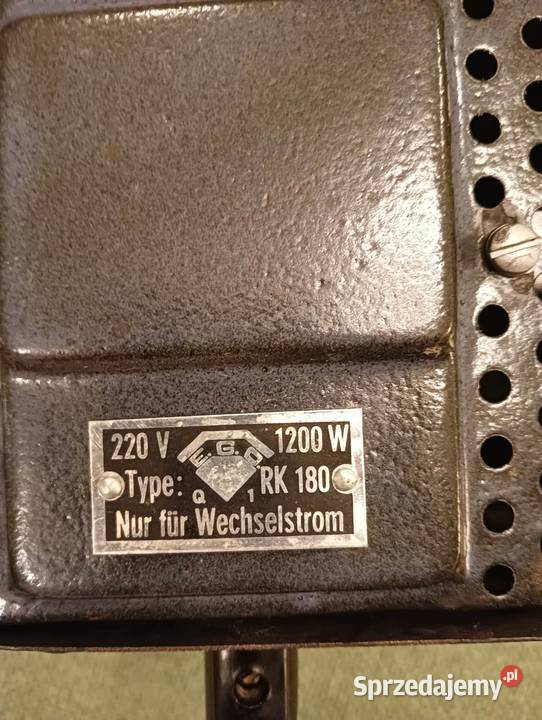 220 V E.G.O. 1200 W
Type: Q 1 RK 180
Nur für Wechselstrom
Sprzedajemy.pl